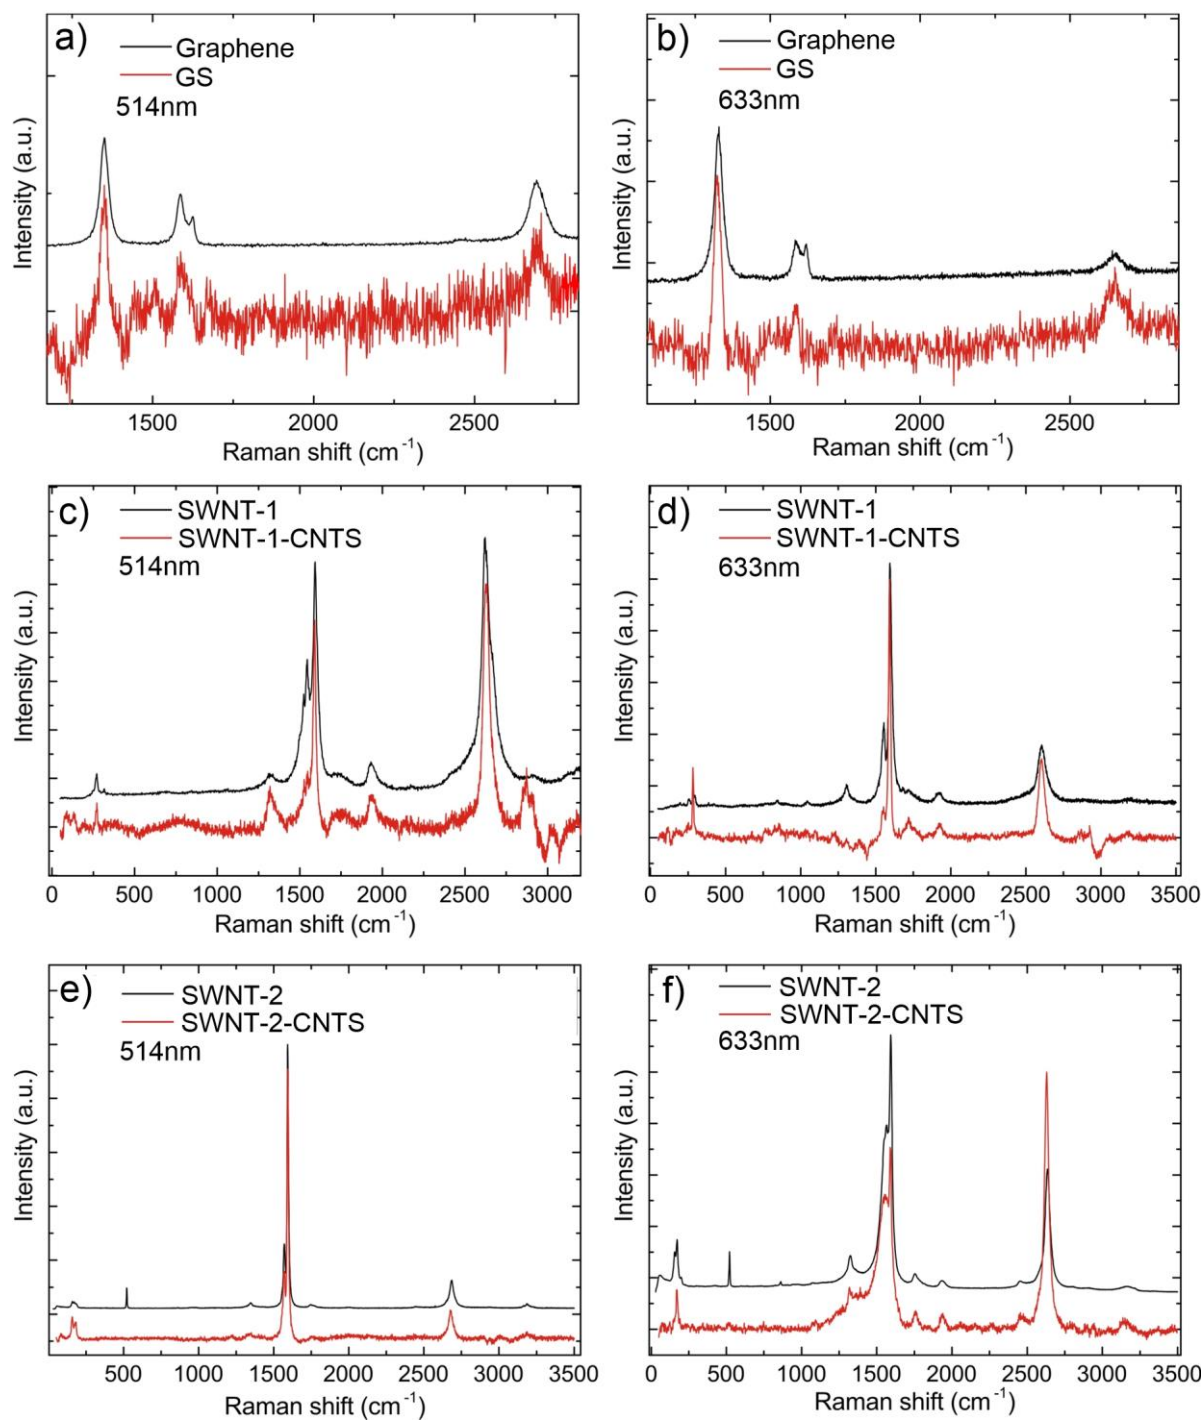 a)
Graphene
GS
514nm
Intensity (a.u.)
1500 2000 2500
Raman shift (cm⁻¹)
b)
Graphene
GS
633nm
Intensity (a.u.)
1500 2000 2500
Raman shift (cm⁻¹)
c)
SWNT-1
SWNT-1-CNTS
514nm
Intensity (a.u.)
0 500 1000 1500 2000 2500 3000
Raman shift (cm⁻¹)
d)
SWNT-1
SWNT-1-CNTS
633nm
Intensity (a.u.)
0 500 1000 1500 2000 2500 3000 3500
Raman shift (cm⁻¹)
e)
SWNT-2
SWNT-2-CNTS
514nm
Intensity (a.u.)
500 1000 1500 2000 2500 3000 3500
Raman shift (cm⁻¹)
f)
SWNT-2
SWNT-2-CNTS
633nm
Intensity (a.u.)
0 500 1000 1500 2000 2500 3000 3500
Raman shift (cm⁻¹)